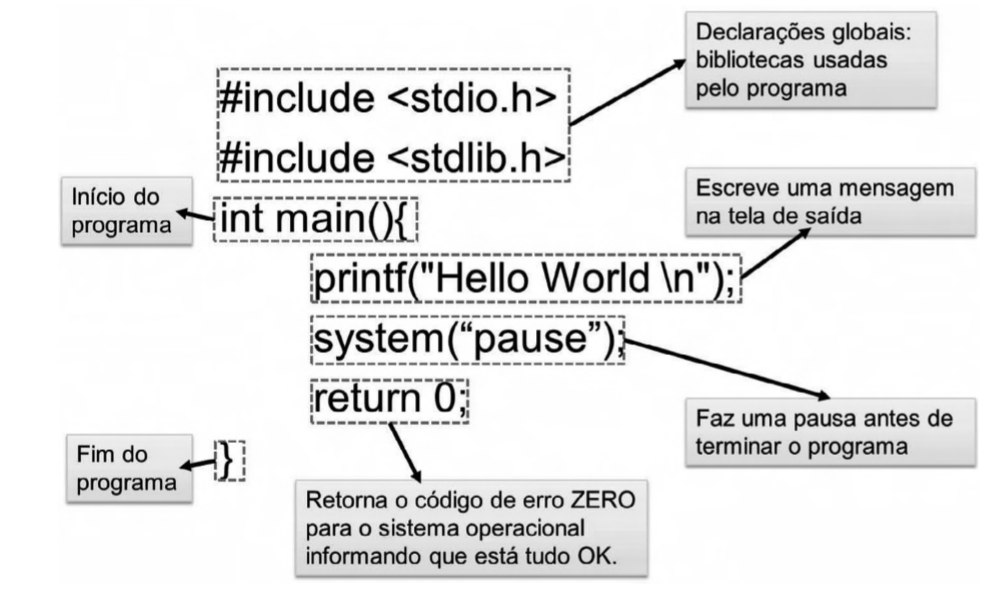 Declarações globais:
bibliotecas usadas
pelo programa
#include <stdio.h>
#include <stdlib.h>
Início do
programa
int main(){
Escreve uma mensagem
na tela de saída
printf("Hello World \n");
system(“pause”);
return 0;
Faz uma pausa antes de
terminar o programa
Fim do
programa
}
Retorna o código de erro ZERO
para o sistema operacional
informando que está tudo OK.